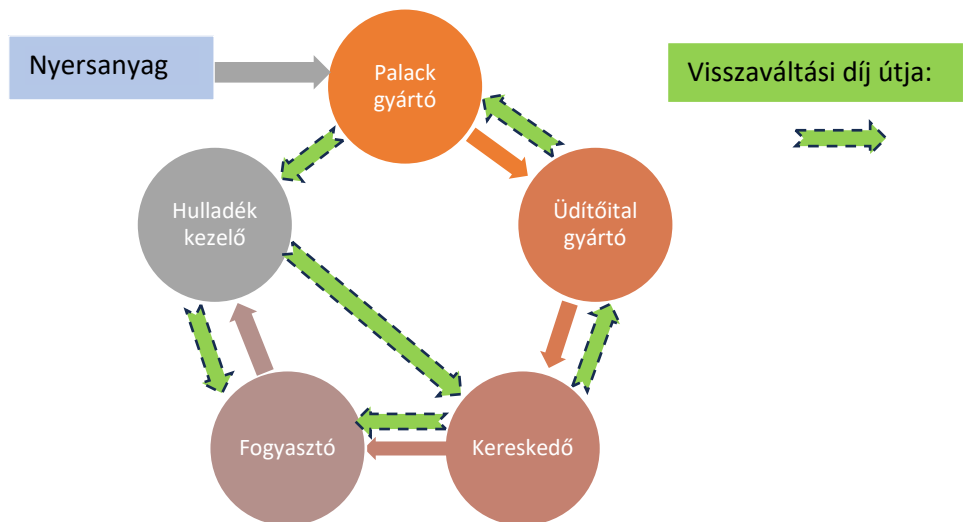 Nyersanyag
Palack
gyártó
Visszaváltási díj útja:
Hulladék
kezelő
Üdítőital
gyártó
Fogyasztó
Kereskedő